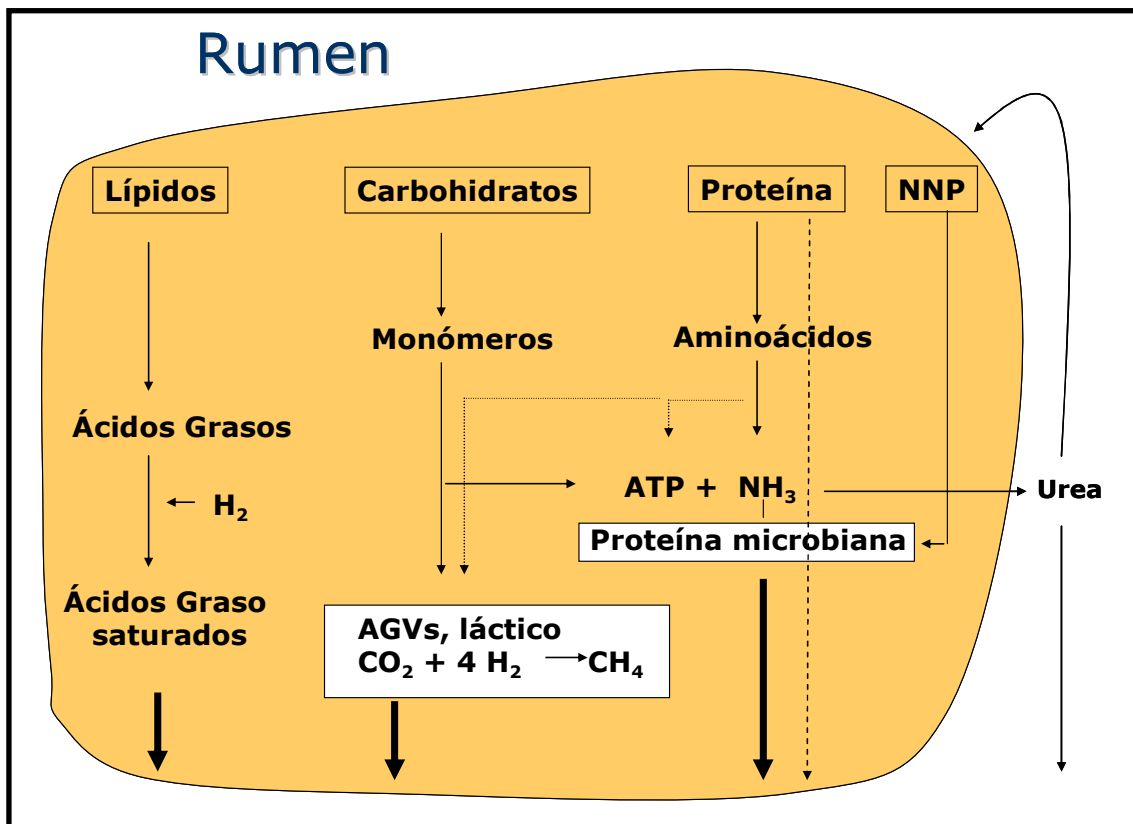 Rumen
Lípidos
Carbohidratos
Proteína
NNP
Monómeros
Aminoácidos
Ácidos Grasos
H₂
ATP + NH₃
Urea
Proteína microbiana
Ácidos Graso
saturados
AGVs, láctico
CO₂ + 4 H₂ → CH₄